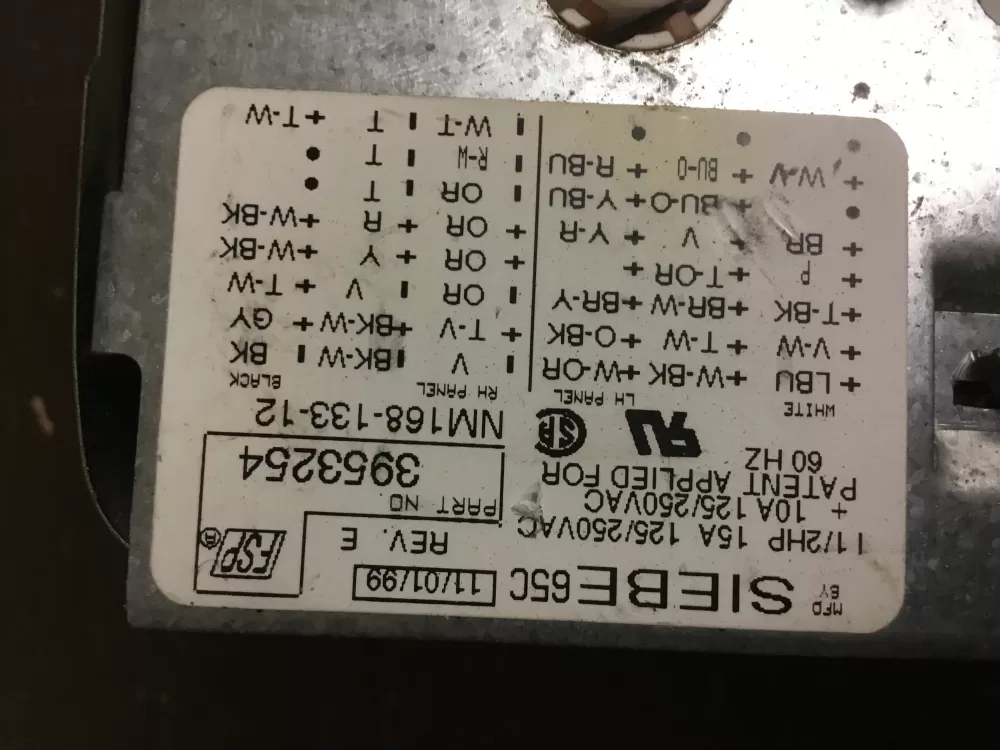 MFD BY SIEBE 65C 11/01/99 FSP ®
I 1/2HP 15A 125/250VAC REV. E
+ 10A 125/250VAC
PATENT APPLIED FOR PART NO
60 HZ 3953254
NM168-133-12
WHITE LH PANEL RH PANEL BLACK
+ LBU +W-BK +W-OR I V IBK-W I BK
+ V-W + T-W +O-BK + T-V +BK-W + GY
+T-BK +BR-W +BR-Y I OR I V + T-W
+ P +T-OR + + OR + Y +W-BK
+ BR + V + Y-R + OR + R +W-BK
• + BU-O + Y-BU I OR I T •
+ W-V + BU-O + R-BU I R-W I T •
• • • I W-T I T + T-W